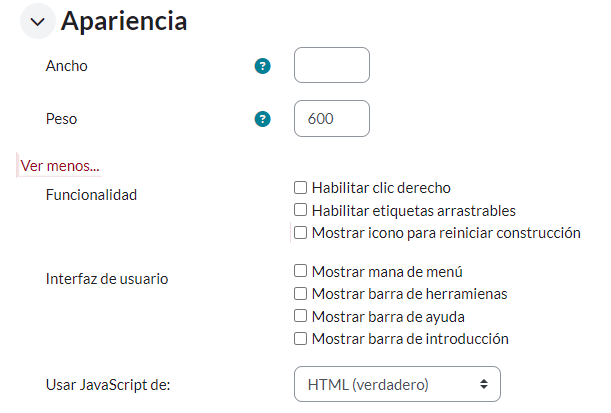 Apariencia
Ancho
Peso 600
Ver menos...
Funcionalidad
Habilitar clic derecho
Habilitar etiquetas arrastrables
Mostrar icono para reiniciar construcción
Interfaz de usuario
Mostrar mana de menú
Mostrar barra de herramienas
Mostrar barra de ayuda
Mostrar barra de introducción
Usar JavaScript de: HTML (verdadero)